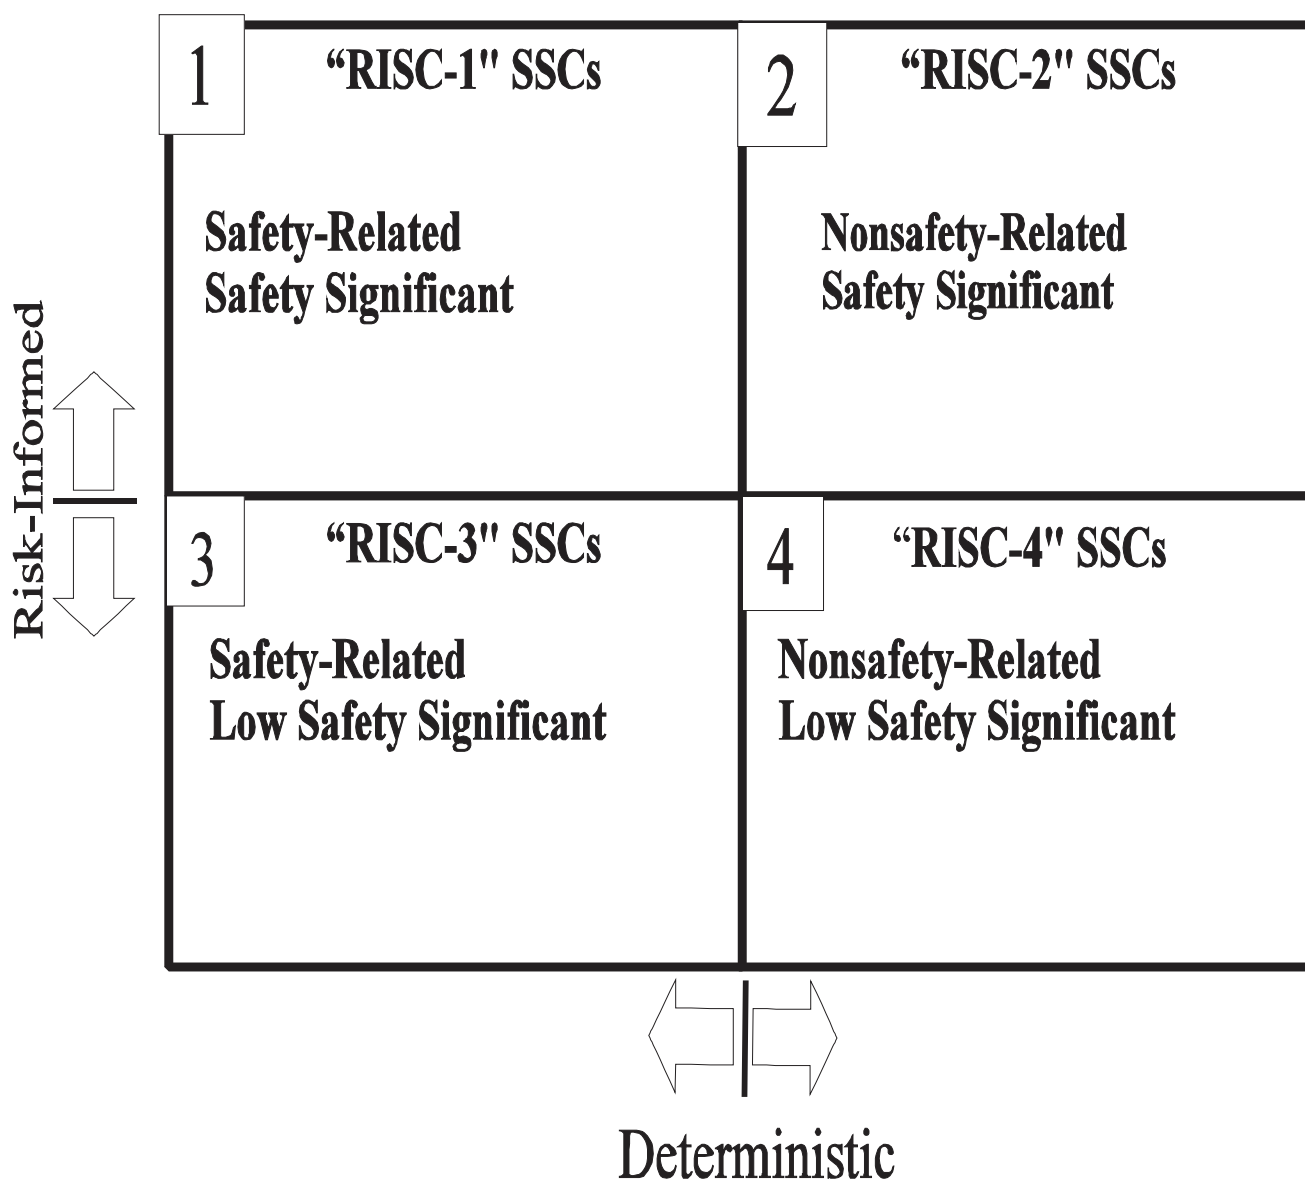 1
“RISC-1" SSCs
Safety-Related
Safety Significant
2
“RISC-2" SSCs
Nonsafety-Related
Safety Significant
Risk-Informed
3
“RISC-3" SSCs
Safety-Related
Low Safety Significant
4
“RISC-4" SSCs
Nonsafety-Related
Low Safety Significant
Deterministic